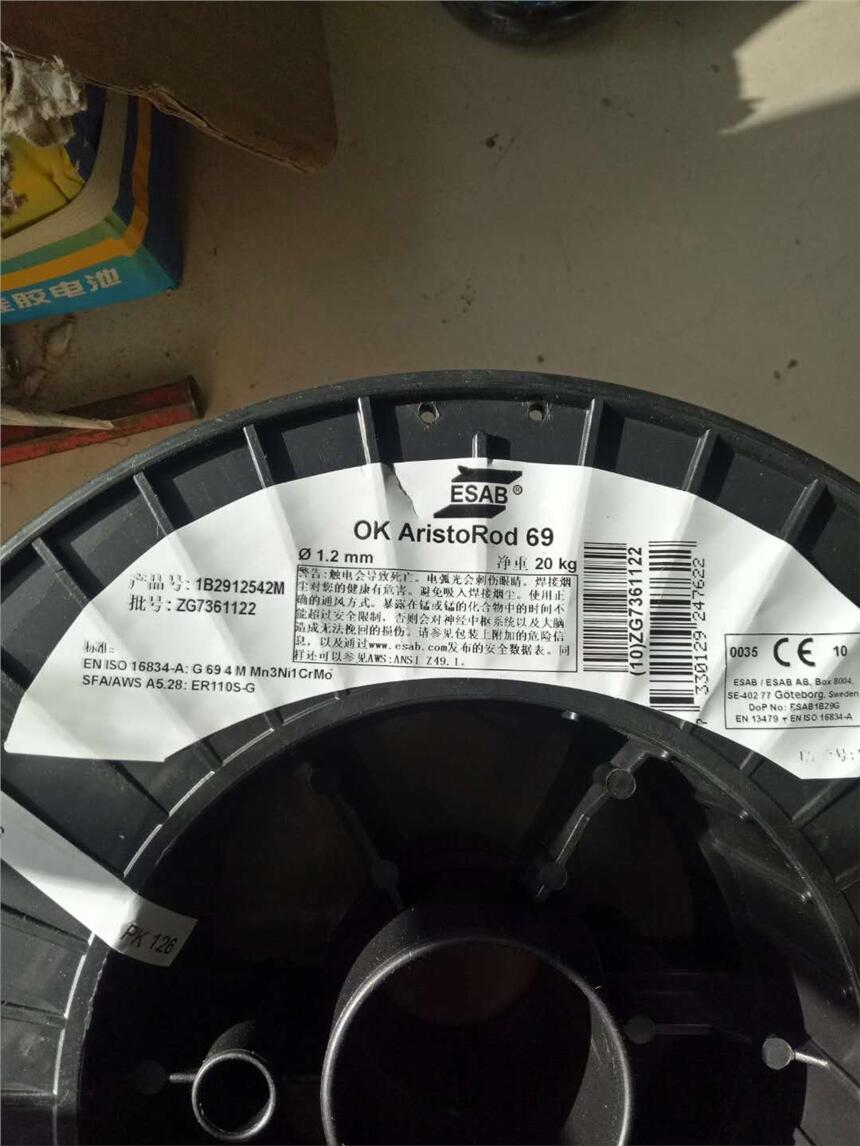 胶电池
ESAB®
OK AristoRod 69
Ø 1.2 mm
净重 20 kg
产品号: 1B2912542M
批号: ZG7361122
警告: 触电会导致死亡。电弧光会刺伤眼睛。焊接烟
尘对您的健康有危害。避免吸入焊接烟尘。使用正
确的通风方式。暴露在锰或锰的化合物中的时间不
能超过安全限制, 否则会对神经中枢系统以及大脑
造成无法挽回的损伤。请参见包装上附加的危险信
息, 以及通过www.esab.com发布的安全数据表。同
样还可以参见AWS:ANSI Z49.1。
标准:
EN ISO 16834-A: G 69 4 M Mn3Ni1CrMo
SFA/AWS A5.28: ER110S-G
(10)ZG7361122
7 330129 247622
0035 CE 10
ESAB / ESAB AB, Box 8004,
SE-402 77 Göteborg, Sweden
DoP No: ESAB1B29G
EN 13479 - EN ISO 16834-A
PK 126